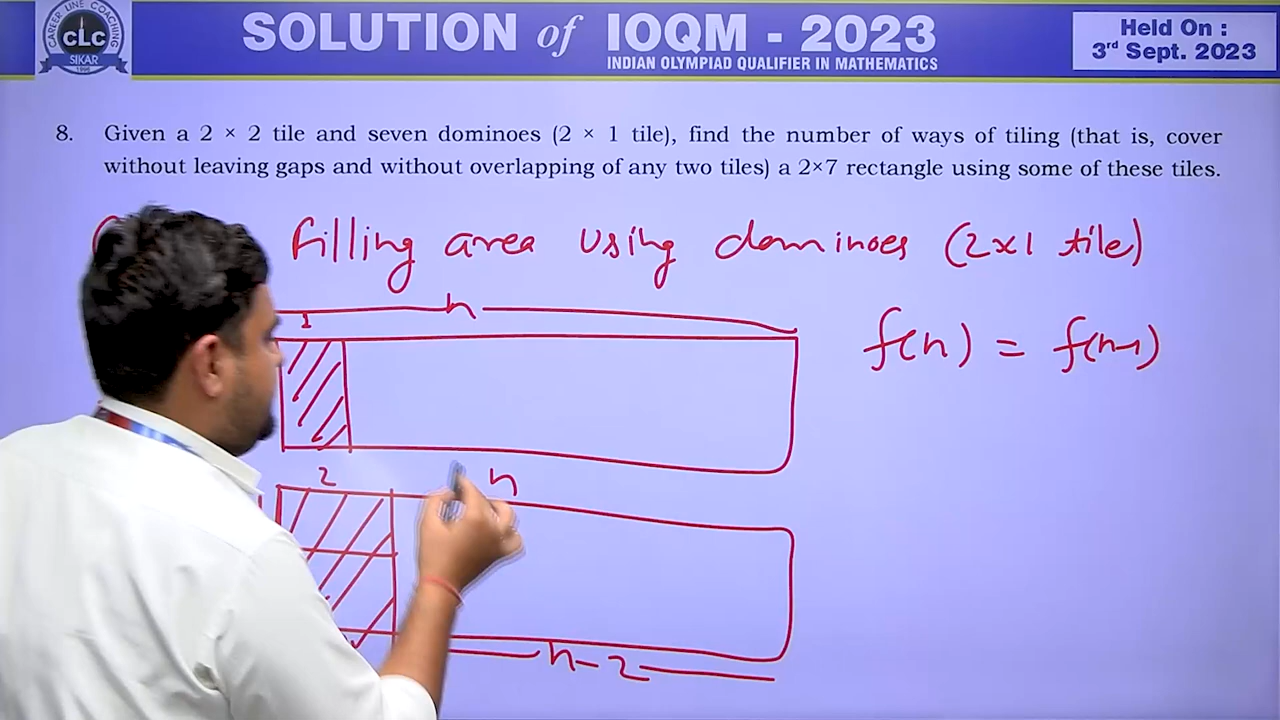 CAREER LINE COACHING
CLC
SIKAR
1996
SOLUTION of IOQM - 2023
INDIAN OLYMPIAD QUALIFIER IN MATHEMATICS
Held On :
3rd Sept. 2023
8. Given a 2 × 2 tile and seven dominoes (2 × 1 tile), find the number of ways of tiling (that is, cover
without leaving gaps and without overlapping of any two tiles) a 2×7 rectangle using some of these tiles.
Filling area using dominoes (2x1 tile)
n
1
f(n) = f(n-1)
2
n
n-2